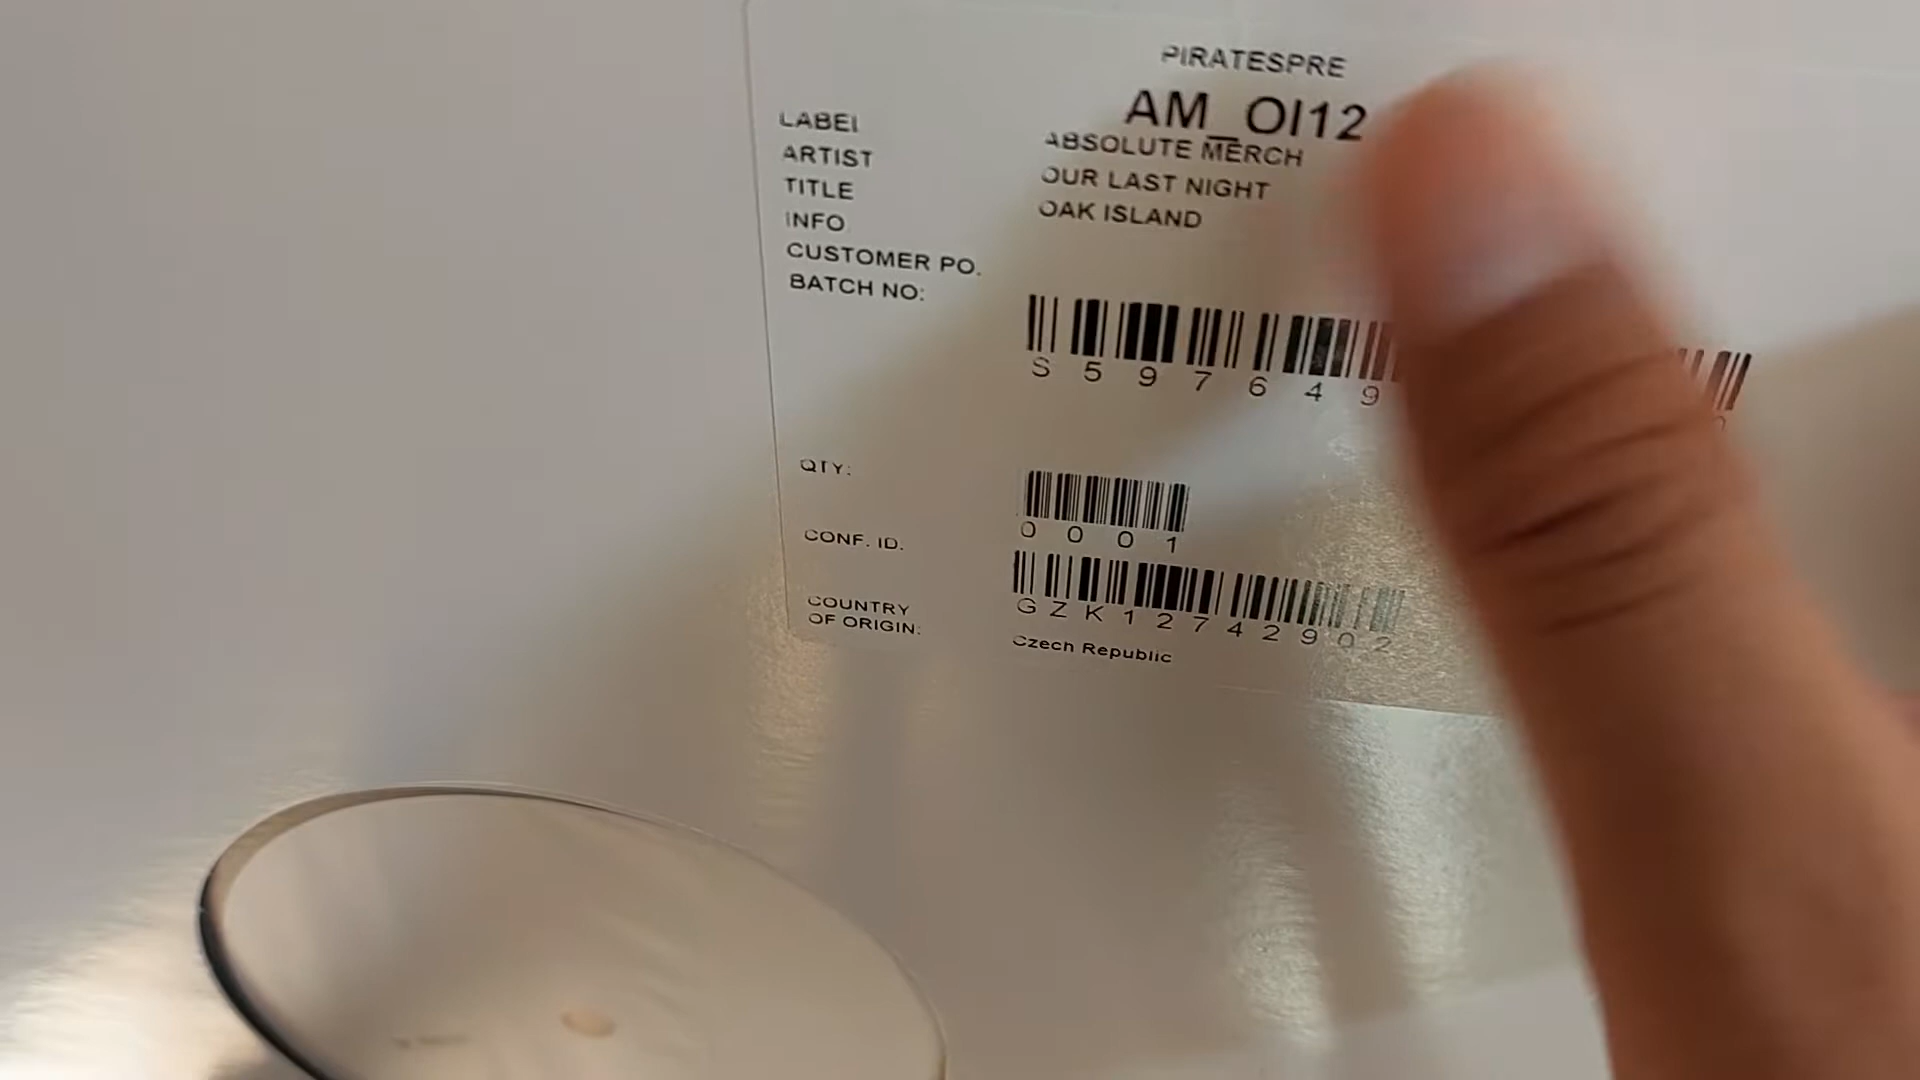 PIRATESPRE
AM_OI12
LABEL ABSOLUTE MERCH
ARTIST OUR LAST NIGHT
TITLE OAK ISLAND
INFO
CUSTOMER PO.
BATCH NO:
S597649
QTY:
0001
CONF. ID.
GZK12742902
COUNTRY
OF ORIGIN:
Czech Republic